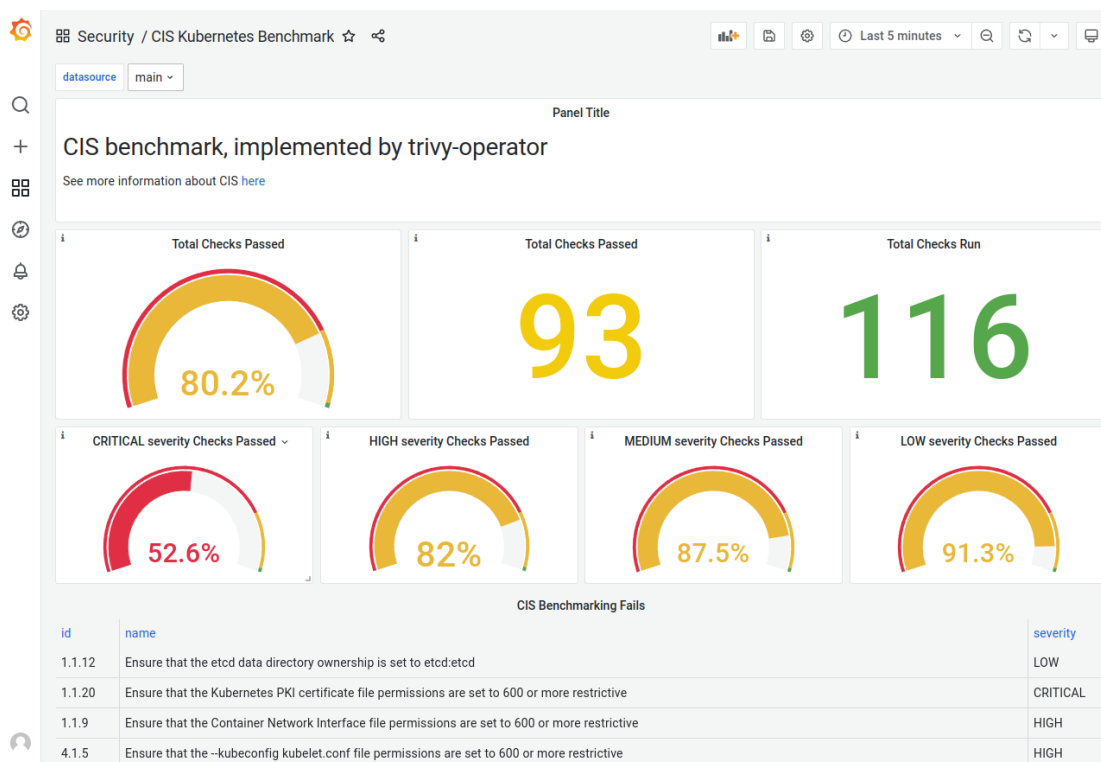 Security / CIS Kubernetes Benchmark
Last 5 minutes
datasource main
Panel Title
CIS benchmark, implemented by trivy-operator
See more information about CIS here
i Total Checks Passed
80.2%
i Total Checks Passed
93
i Total Checks Run
116
i CRITICAL severity Checks Passed
52.6%
i HIGH severity Checks Passed
82%
i MEDIUM severity Checks Passed
87.5%
i LOW severity Checks Passed
91.3%
CIS Benchmarking Fails
id name severity
1.1.12 Ensure that the etcd data directory ownership is set to etcd:etcd LOW
1.1.20 Ensure that the Kubernetes PKI certificate file permissions are set to 600 or more restrictive CRITICAL
1.1.9 Ensure that the Container Network Interface file permissions are set to 600 or more restrictive HIGH
4.1.5 Ensure that the --kubeconfig kubelet.conf file permissions are set to 600 or more restrictive HIGH